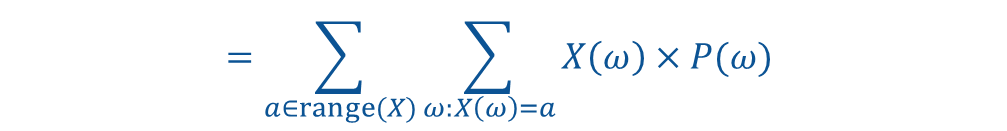 = ∑_{a∈range(X)} ∑_{ω:X(ω)=a} X(ω) × P(ω)